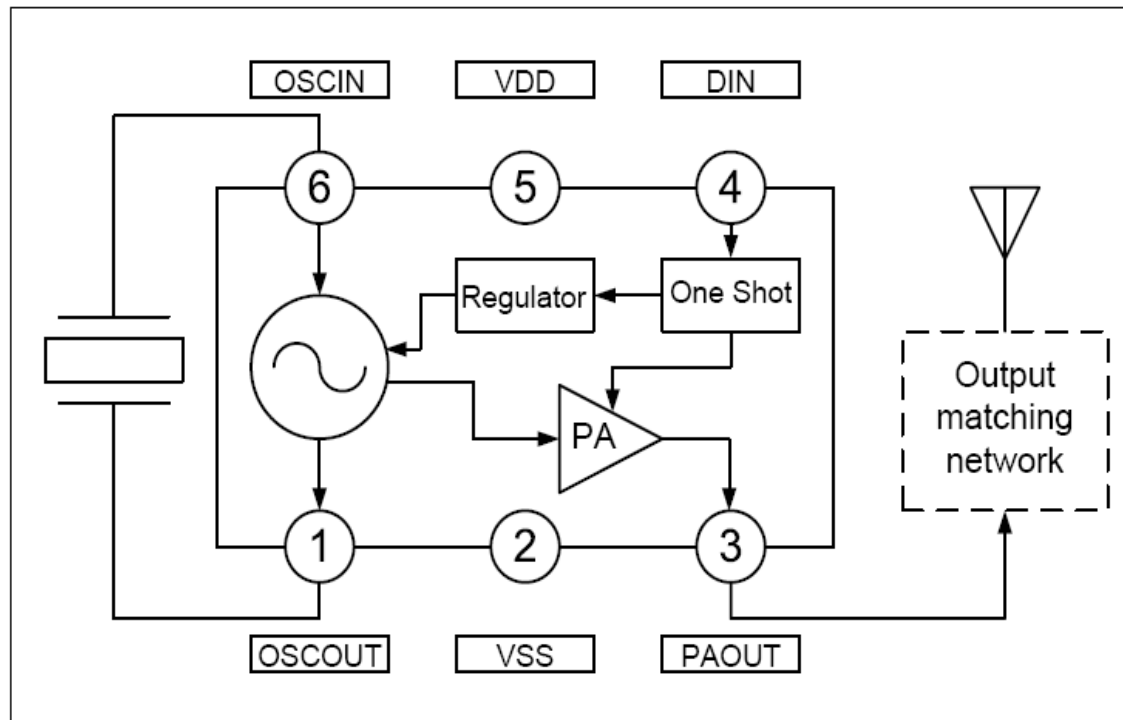 OSCIN
VDD
DIN
6
5
4
Regulator
One Shot
PA
Output
matching
network
1
2
3
OSCOUT
VSS
PAOUT